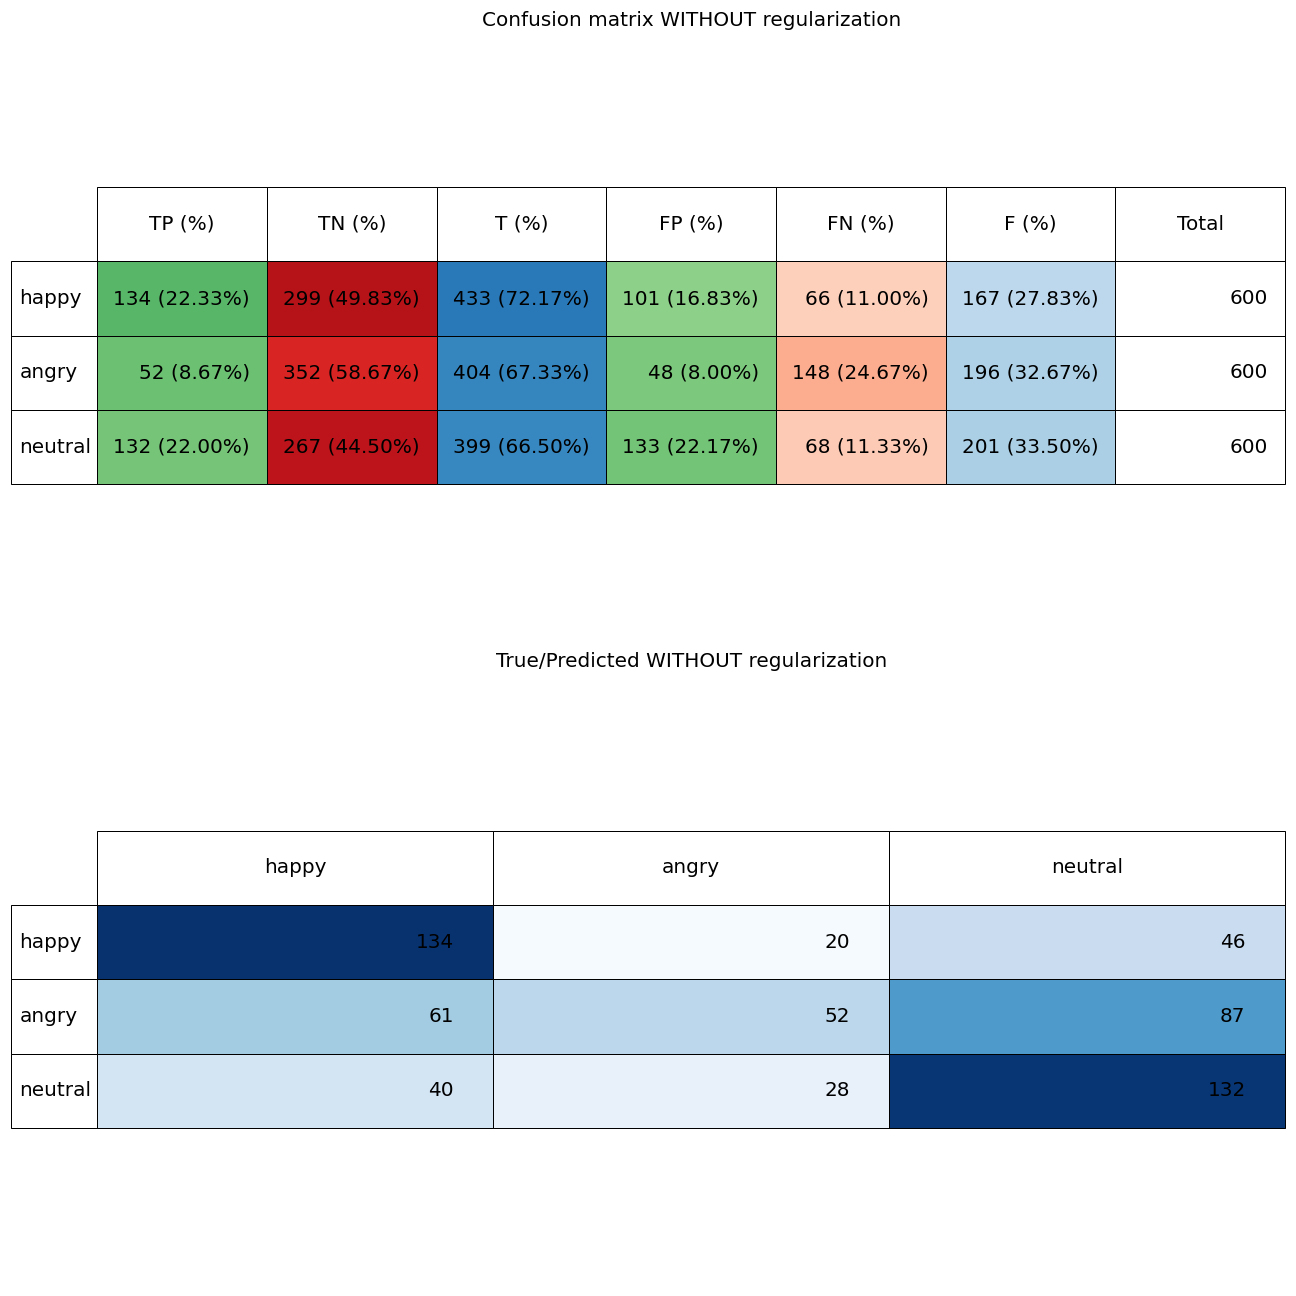 Confusion matrix WITHOUT regularization
TP (%) TN (%) T (%) FP (%) FN (%) F (%) Total
happy 134 (22.33%) 299 (49.83%) 433 (72.17%) 101 (16.83%) 66 (11.00%) 167 (27.83%) 600
angry 52 (8.67%) 352 (58.67%) 404 (67.33%) 48 (8.00%) 148 (24.67%) 196 (32.67%) 600
neutral 132 (22.00%) 267 (44.50%) 399 (66.50%) 133 (22.17%) 68 (11.33%) 201 (33.50%) 600
True/Predicted WITHOUT regularization
happy angry neutral
happy 134 20 46
angry 61 52 87
neutral 40 28 132